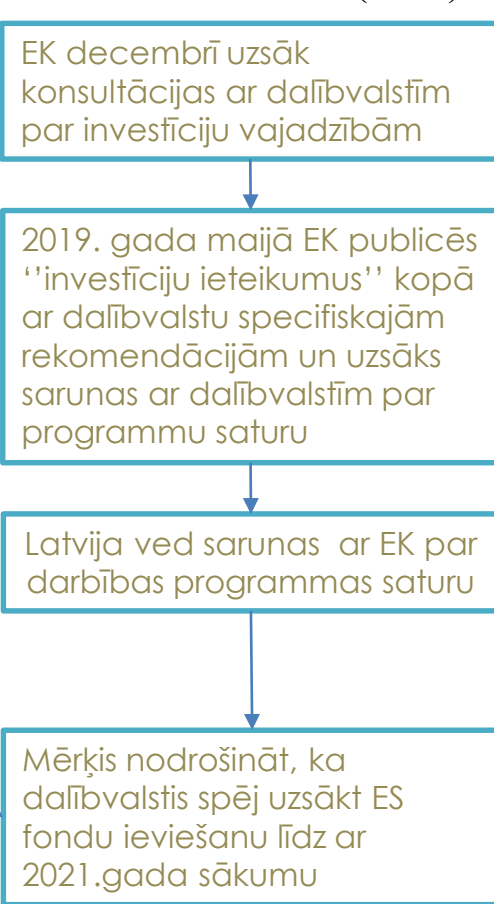 EK decembrī uzsāk
konsultācijas ar dalībvalstīm
par investīciju vajadzībām
2019. gada maijā EK publicēs
‘’investīciju ieteikumus’’ kopā
ar dalībvalstu specifiskajām
rekomendācijām un uzsāks
sarunas ar dalībvalstīm par
programmu saturu
Latvija ved sarunas ar EK par
darbības programmas saturu
Mērķis nodrošināt, ka
dalībvalstis spēj uzsākt ES
fondu ieviešanu līdz ar
2021.gada sākumu